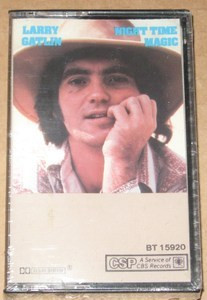 LARRY NIGHT TIME
GATLIN MAGIC
BT 15920
CSP A Service of
CBS Records